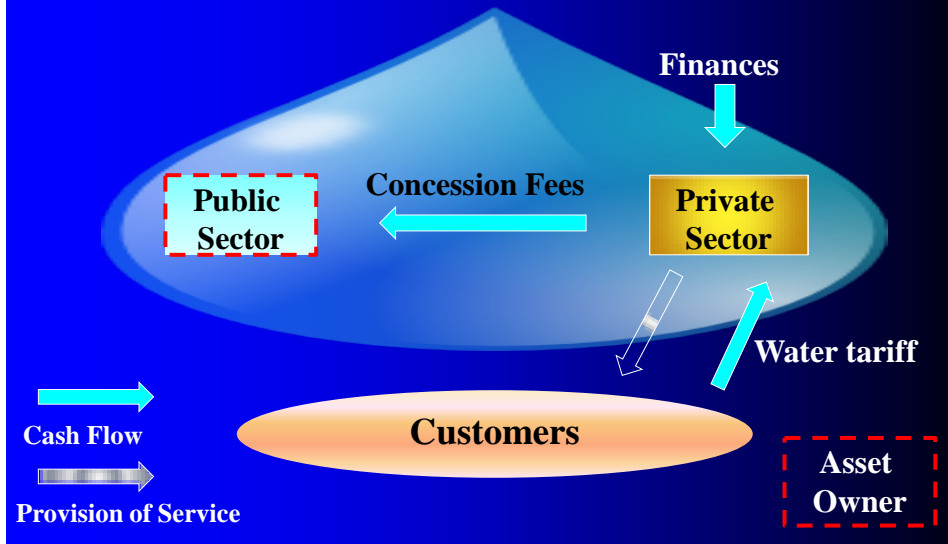 Finances
Concession Fees
Public
Sector
Private
Sector
Water tariff
Customers
Cash Flow
Provision of Service
Asset
Owner